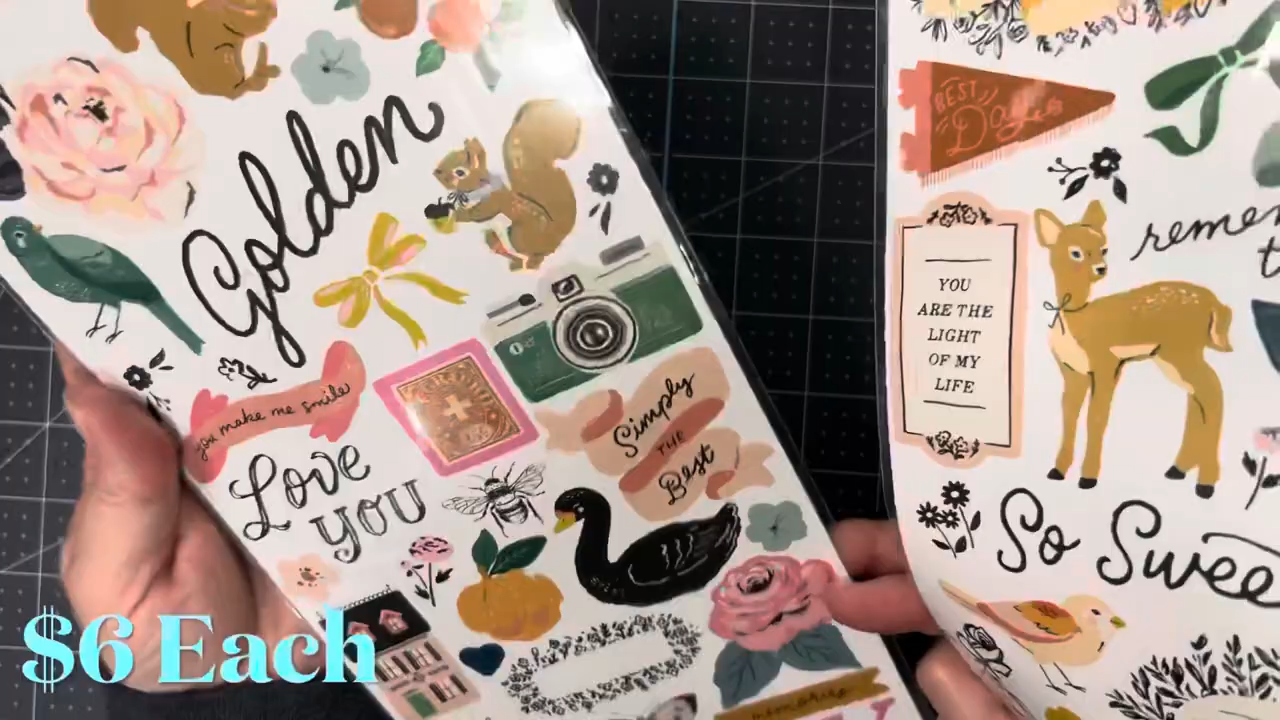 Golden
you make me smile
Love
you
Simply
THE
Best
memories
BEST
Days
YOU
ARE THE
LIGHT
OF MY
LIFE
So Swee
$6 Each